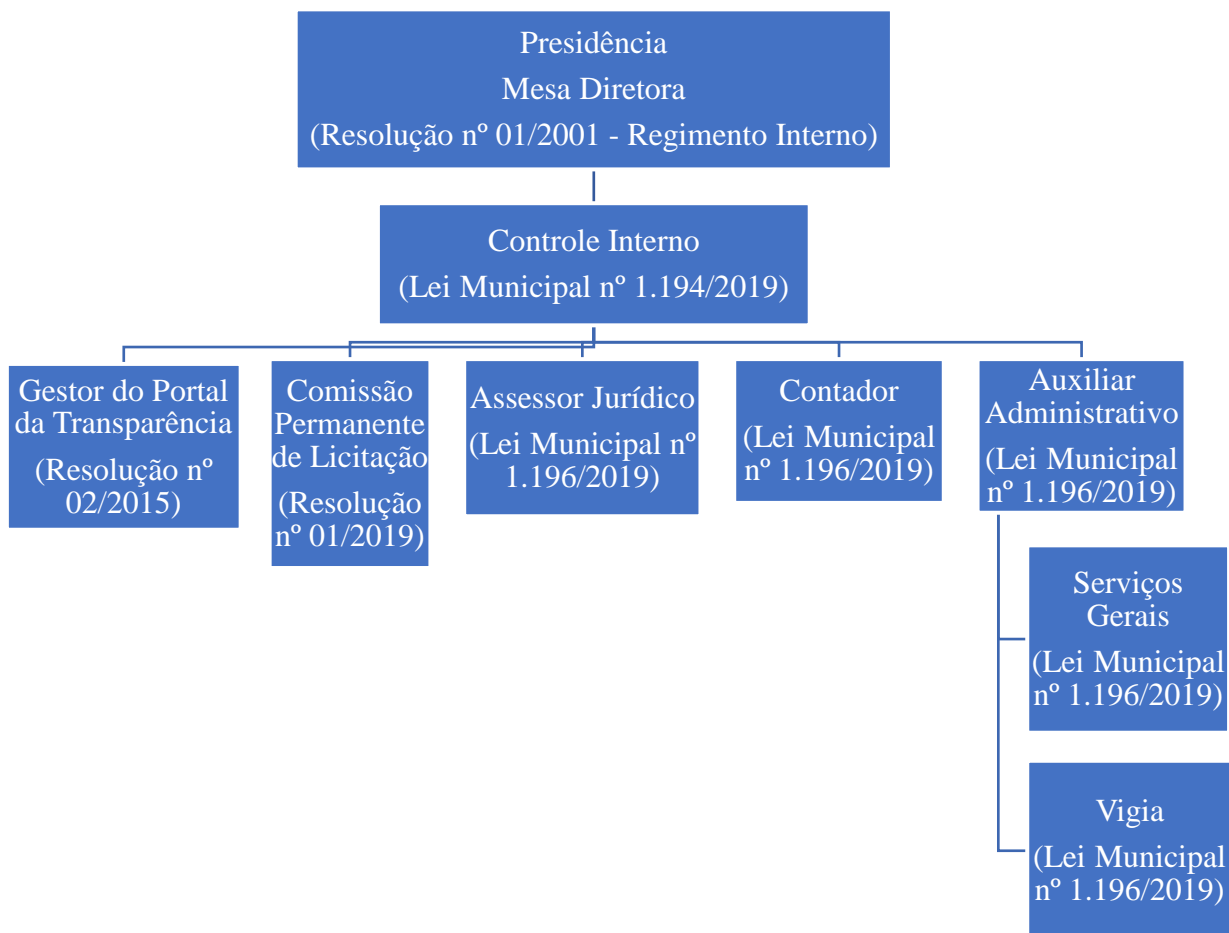 Presidência
Mesa Diretora
(Resolução nº 01/2001 - Regimento Interno)
Controle Interno
(Lei Municipal nº 1.194/2019)
Gestor do Portal
da Transparência
(Resolução nº
02/2015)
Comissão
Permanente
de Licitação
(Resolução
nº 01/2019)
Assessor Jurídico
(Lei Municipal nº
1.196/2019)
Contador
(Lei Municipal
nº 1.196/2019)
Auxiliar
Administrativo
(Lei Municipal
nº 1.196/2019)
Serviços
Gerais
(Lei Municipal
nº 1.196/2019)
Vigia
(Lei Municipal
nº 1.196/2019)